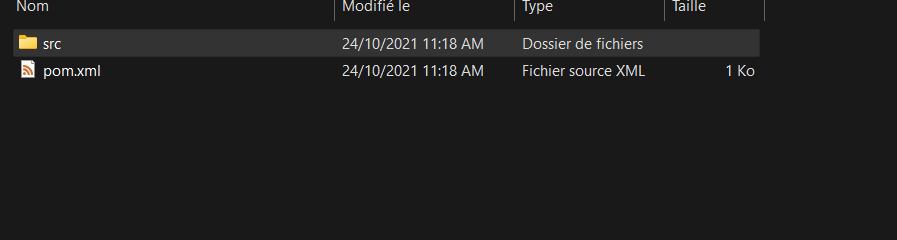 Nom Modifié le Type Taille
src 24/10/2021 11:18 AM Dossier de fichiers
pom.xml 24/10/2021 11:18 AM Fichier source XML 1 Ko